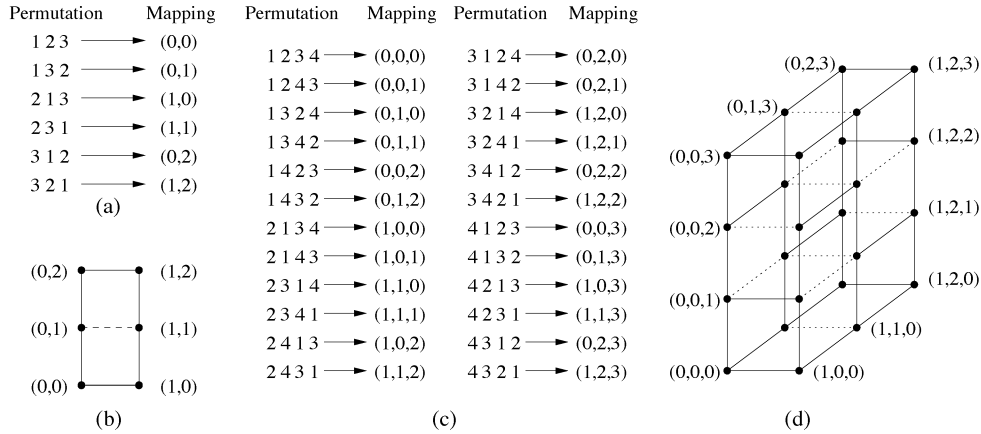 Permutation Mapping
1 2 3 (0,0)
1 3 2 (0,1)
2 1 3 (1,0)
2 3 1 (1,1)
3 1 2 (0,2)
3 2 1 (1,2)
(a)
(0,2) (1,2)
(0,1) (1,1)
(0,0) (1,0)
(b)
Permutation Mapping Permutation Mapping
1 2 3 4 (0,0,0) 3 1 2 4 (0,2,0)
1 2 4 3 (0,0,1) 3 1 4 2 (0,2,1)
1 3 2 4 (0,1,0) 3 2 1 4 (1,2,0)
1 3 4 2 (0,1,1) 3 2 4 1 (1,2,1)
1 4 2 3 (0,0,2) 3 4 1 2 (0,2,2)
1 4 3 2 (0,1,2) 3 4 2 1 (1,2,2)
2 1 3 4 (1,0,0) 4 1 2 3 (0,0,3)
2 1 4 3 (1,0,1) 4 1 3 2 (0,1,3)
2 3 1 4 (1,1,0) 4 2 1 3 (1,0,3)
2 3 4 1 (1,1,1) 4 2 3 1 (1,1,3)
2 4 1 3 (1,0,2) 4 3 1 2 (0,2,3)
2 4 3 1 (1,1,2) 4 3 2 1 (1,2,3)
(c)
(0,2,3) (1,2,3)
(0,1,3)
(1,2,2)
(0,0,3)
(1,2,1)
(0,0,2)
(1,2,0)
(0,0,1)
(1,1,0)
(0,0,0) (1,0,0)
(d)